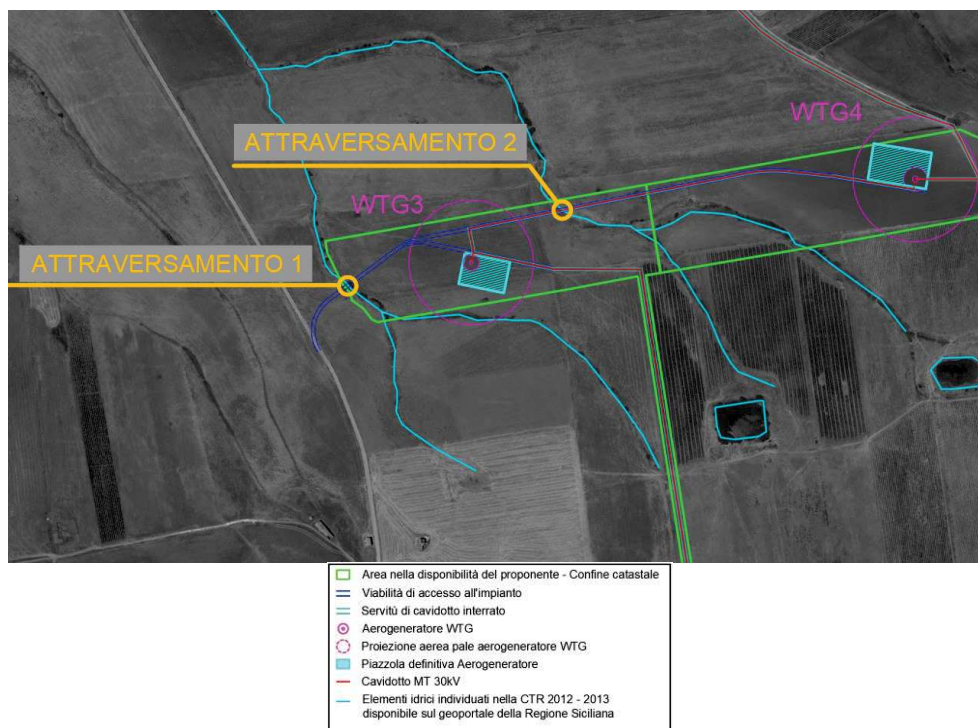 WTG4
ATTRAVERSAMENTO 2
WTG3
ATTRAVERSAMENTO 1
Area nella disponibilità del proponente - Confine catastale
Viabilità di accesso all'impianto
Servitù di cavidotto interrato
Aerogeneratore WTG
Proiezione aerea pale aerogeneratore WTG
Piazzola definitiva Aerogeneratore
Cavidotto MT 30kV
Elementi idrici individuati nella CTR 2012 - 2013
disponibile sul geoportale della Regione Siciliana